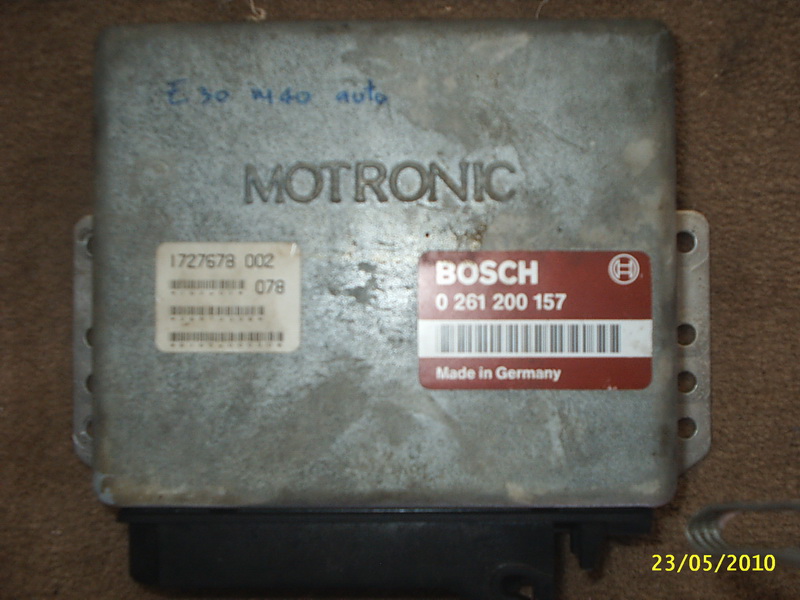 E30 M40 auto
MOTRONIC
1727678 002
078
BOSCH
0 261 200 157
Made in Germany
23/05/2010